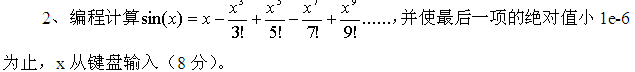 2、编程计算sin(x) = x - x³/3! + x⁵/5! - x⁷/7! + x⁹/9! ......,并使最后一项的绝对值小1e-6
为止，x 从键盘输入（8 分）。